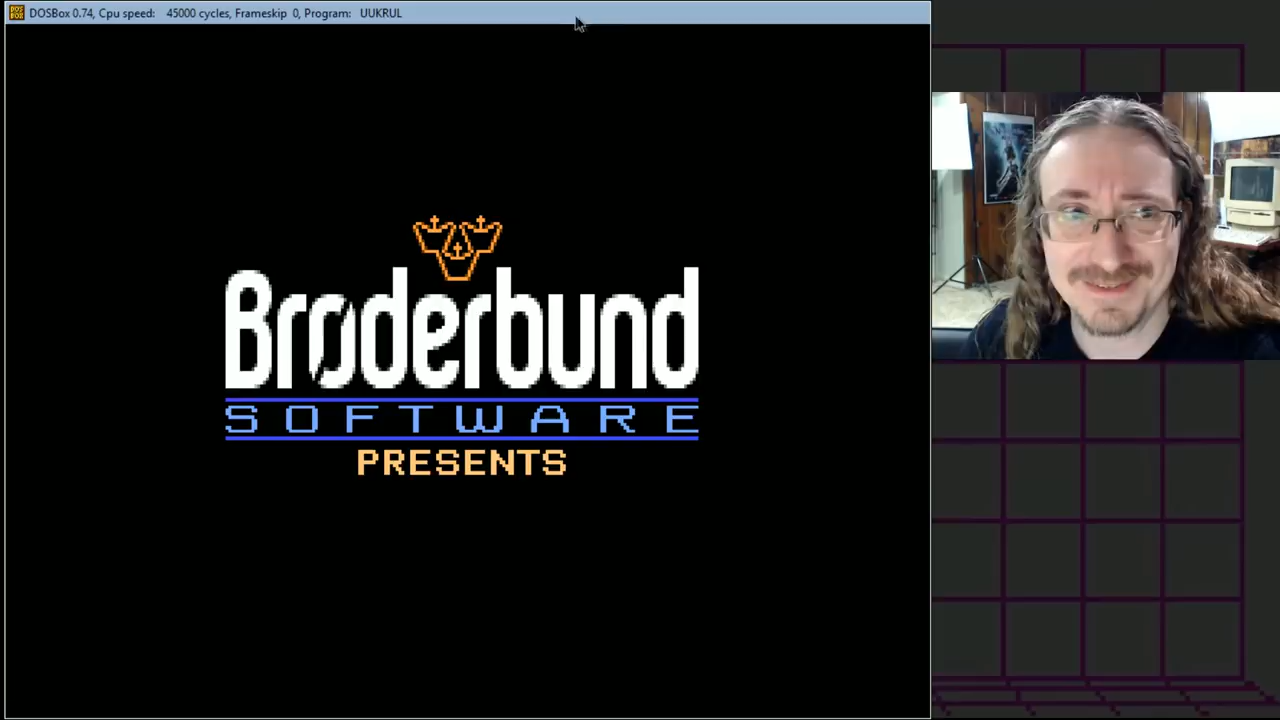 DOSBox 0.74, Cpu speed: 45000 cycles, Frameskip 0, Program: UUKRUL
Brøderbund
SOFTWARE
PRESENTS